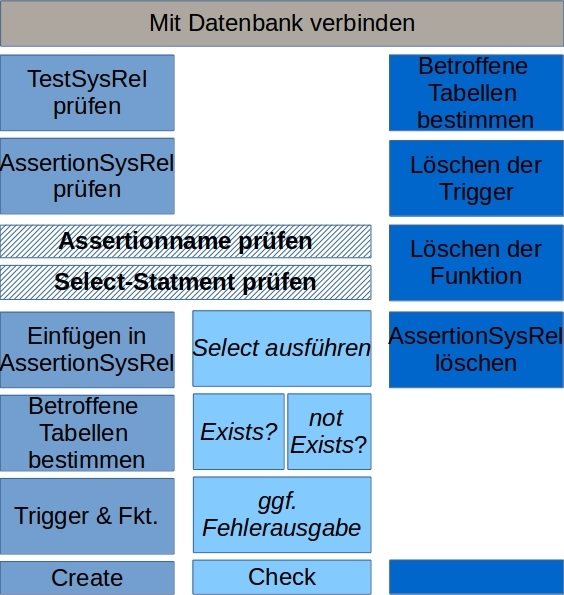 Mit Datenbank verbinden
TestSysRel
prüfen
Betroffene
Tabellen
bestimmen
AssertionSysRel
prüfen
Löschen der
Trigger
Assertionname prüfen
Select-Statment prüfen
Löschen der
Funktion
Einfügen in
AssertionSysRel
Select ausführen
AssertionSysRel
löschen
Betroffene
Tabellen
bestimmen
Exists?
not
Exists?
Trigger & Fkt.
ggf.
Fehlerausgabe
Create
Check